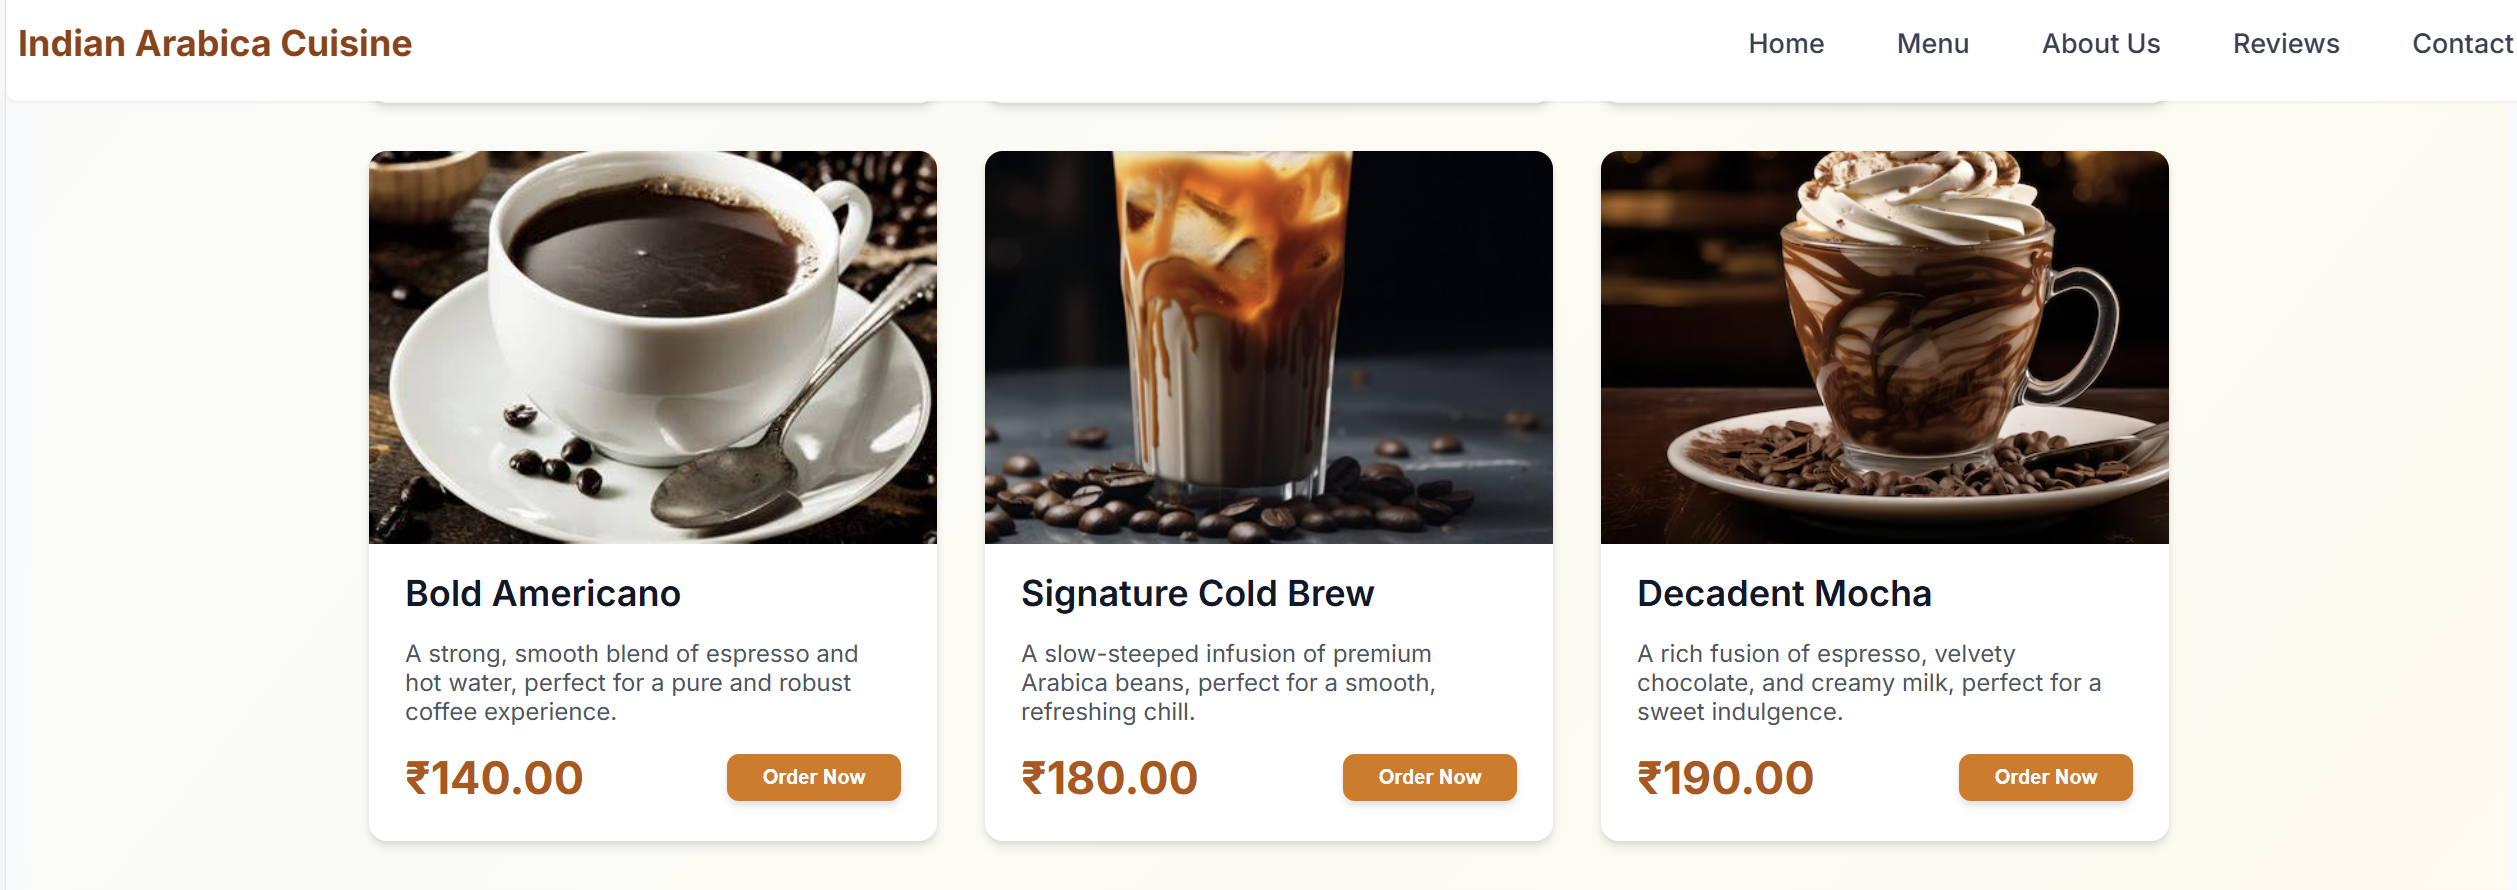 Indian Arabica Cuisine
Home Menu About Us Reviews Contact
Bold Americano
A strong, smooth blend of espresso and
hot water, perfect for a pure and robust
coffee experience.
₹140.00 Order Now
Signature Cold Brew
A slow-steeped infusion of premium
Arabica beans, perfect for a smooth,
refreshing chill.
₹180.00 Order Now
Decadent Mocha
A rich fusion of espresso, velvety
chocolate, and creamy milk, perfect for a
sweet indulgence.
₹190.00 Order Now